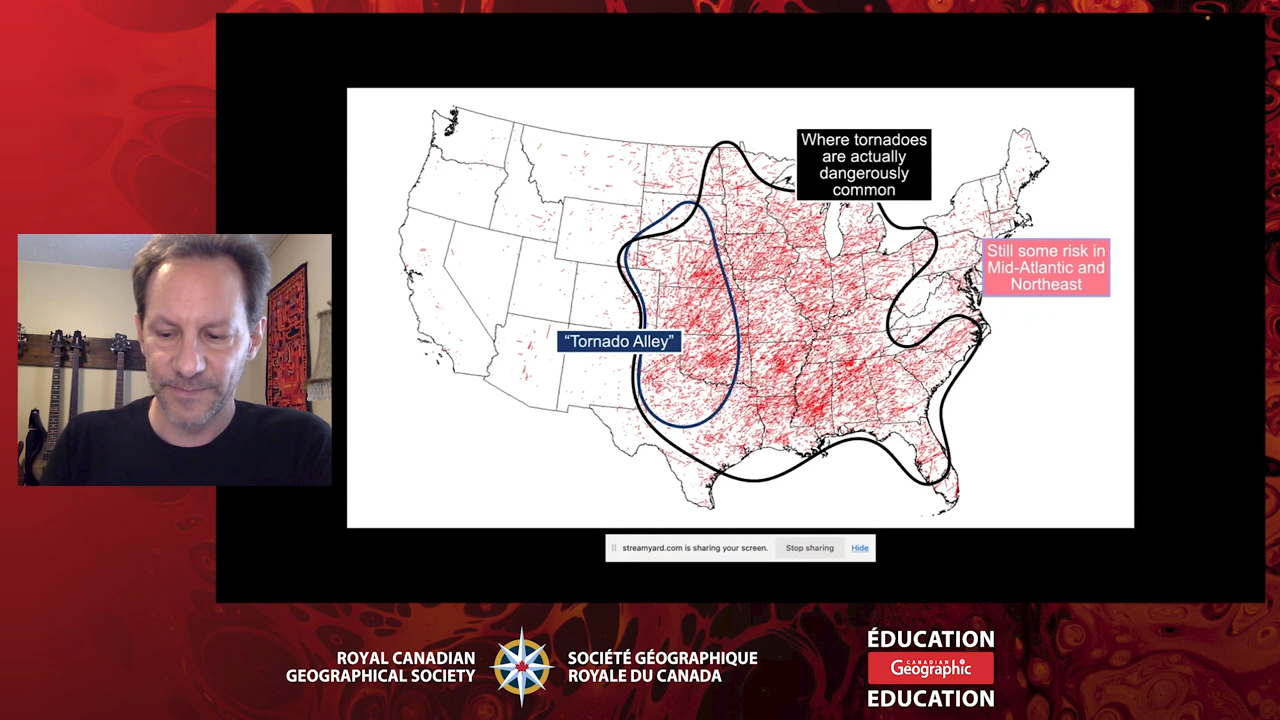 Where tornadoes
are actually
dangerously
common
Still some risk in
Mid-Atlantic and
Northeast
“Tornado Alley”
streamyard.com is sharing your screen.
Stop sharing
Hide
ROYAL CANADIAN
GEOGRAPHICAL SOCIETY
SOCIÉTÉ GÉOGRAPHIQUE
ROYALE DU CANADA
ÉDUCATION
CANADIAN
Geographic
EDUCATION